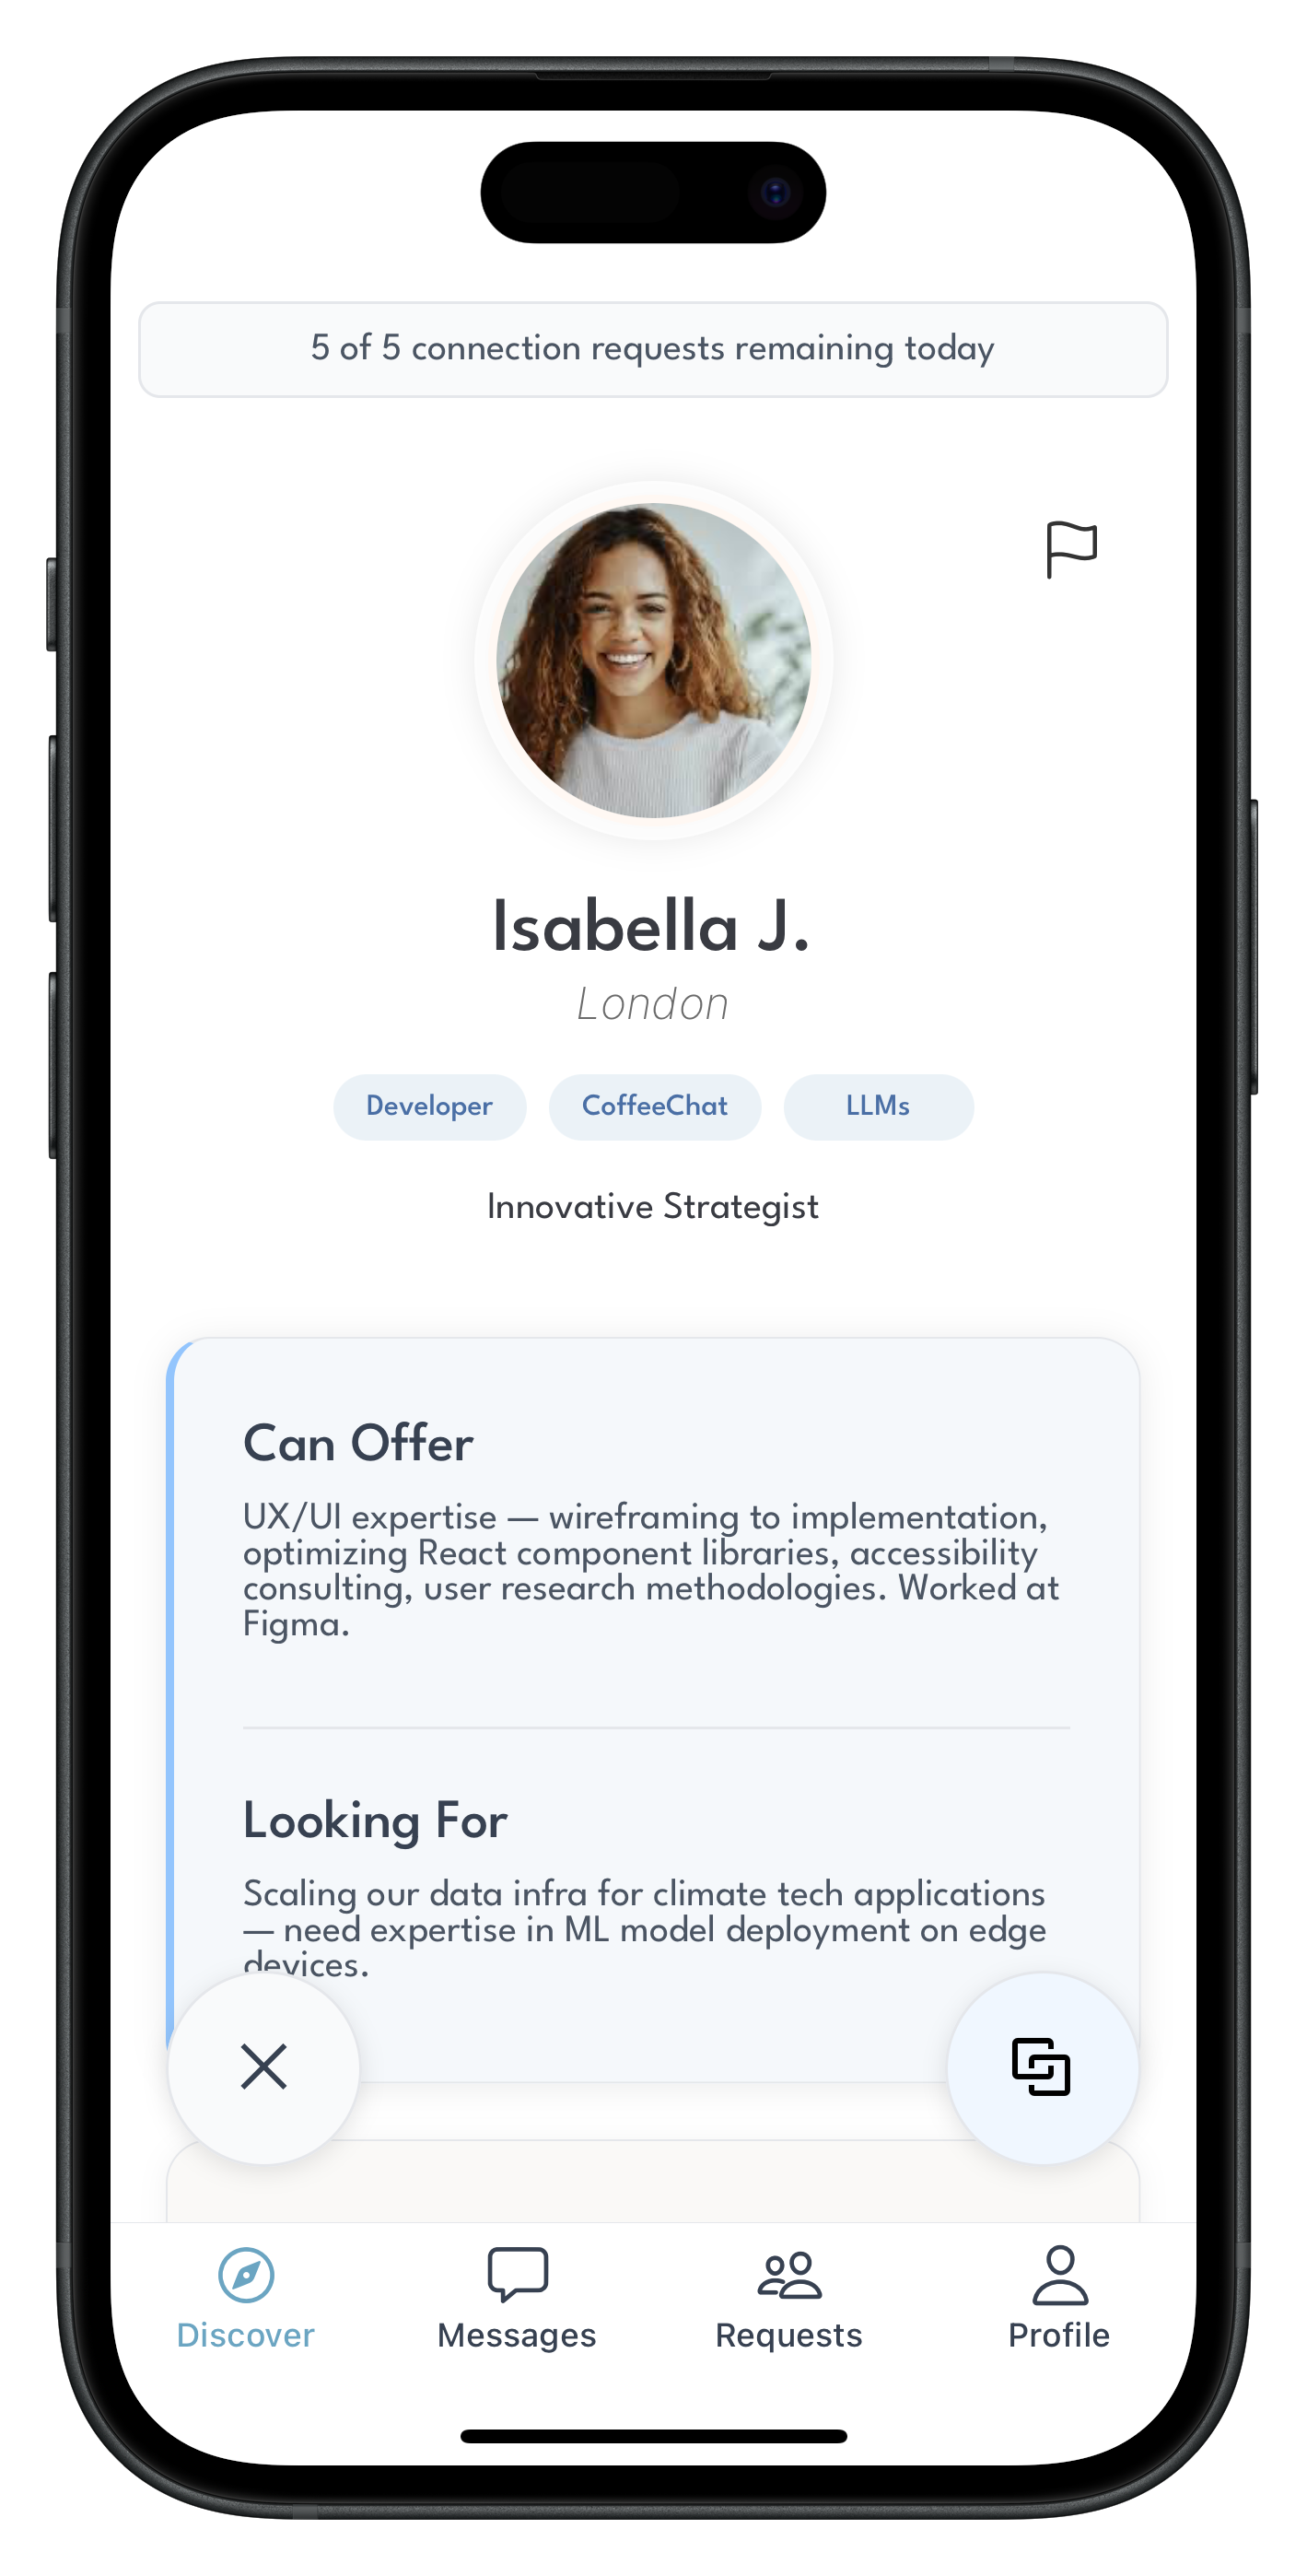 5 of 5 connection requests remaining today
Isabella J.
London
Developer CoffeeChat LLMs
Innovative Strategist
Can Offer
UX/UI expertise — wireframing to implementation,
optimizing React component libraries, accessibility
consulting, user research methodologies. Worked at
Figma.
Looking For
Scaling our data infra for climate tech applications
— need expertise in ML model deployment on edge
devices.
Discover Messages Requests Profile